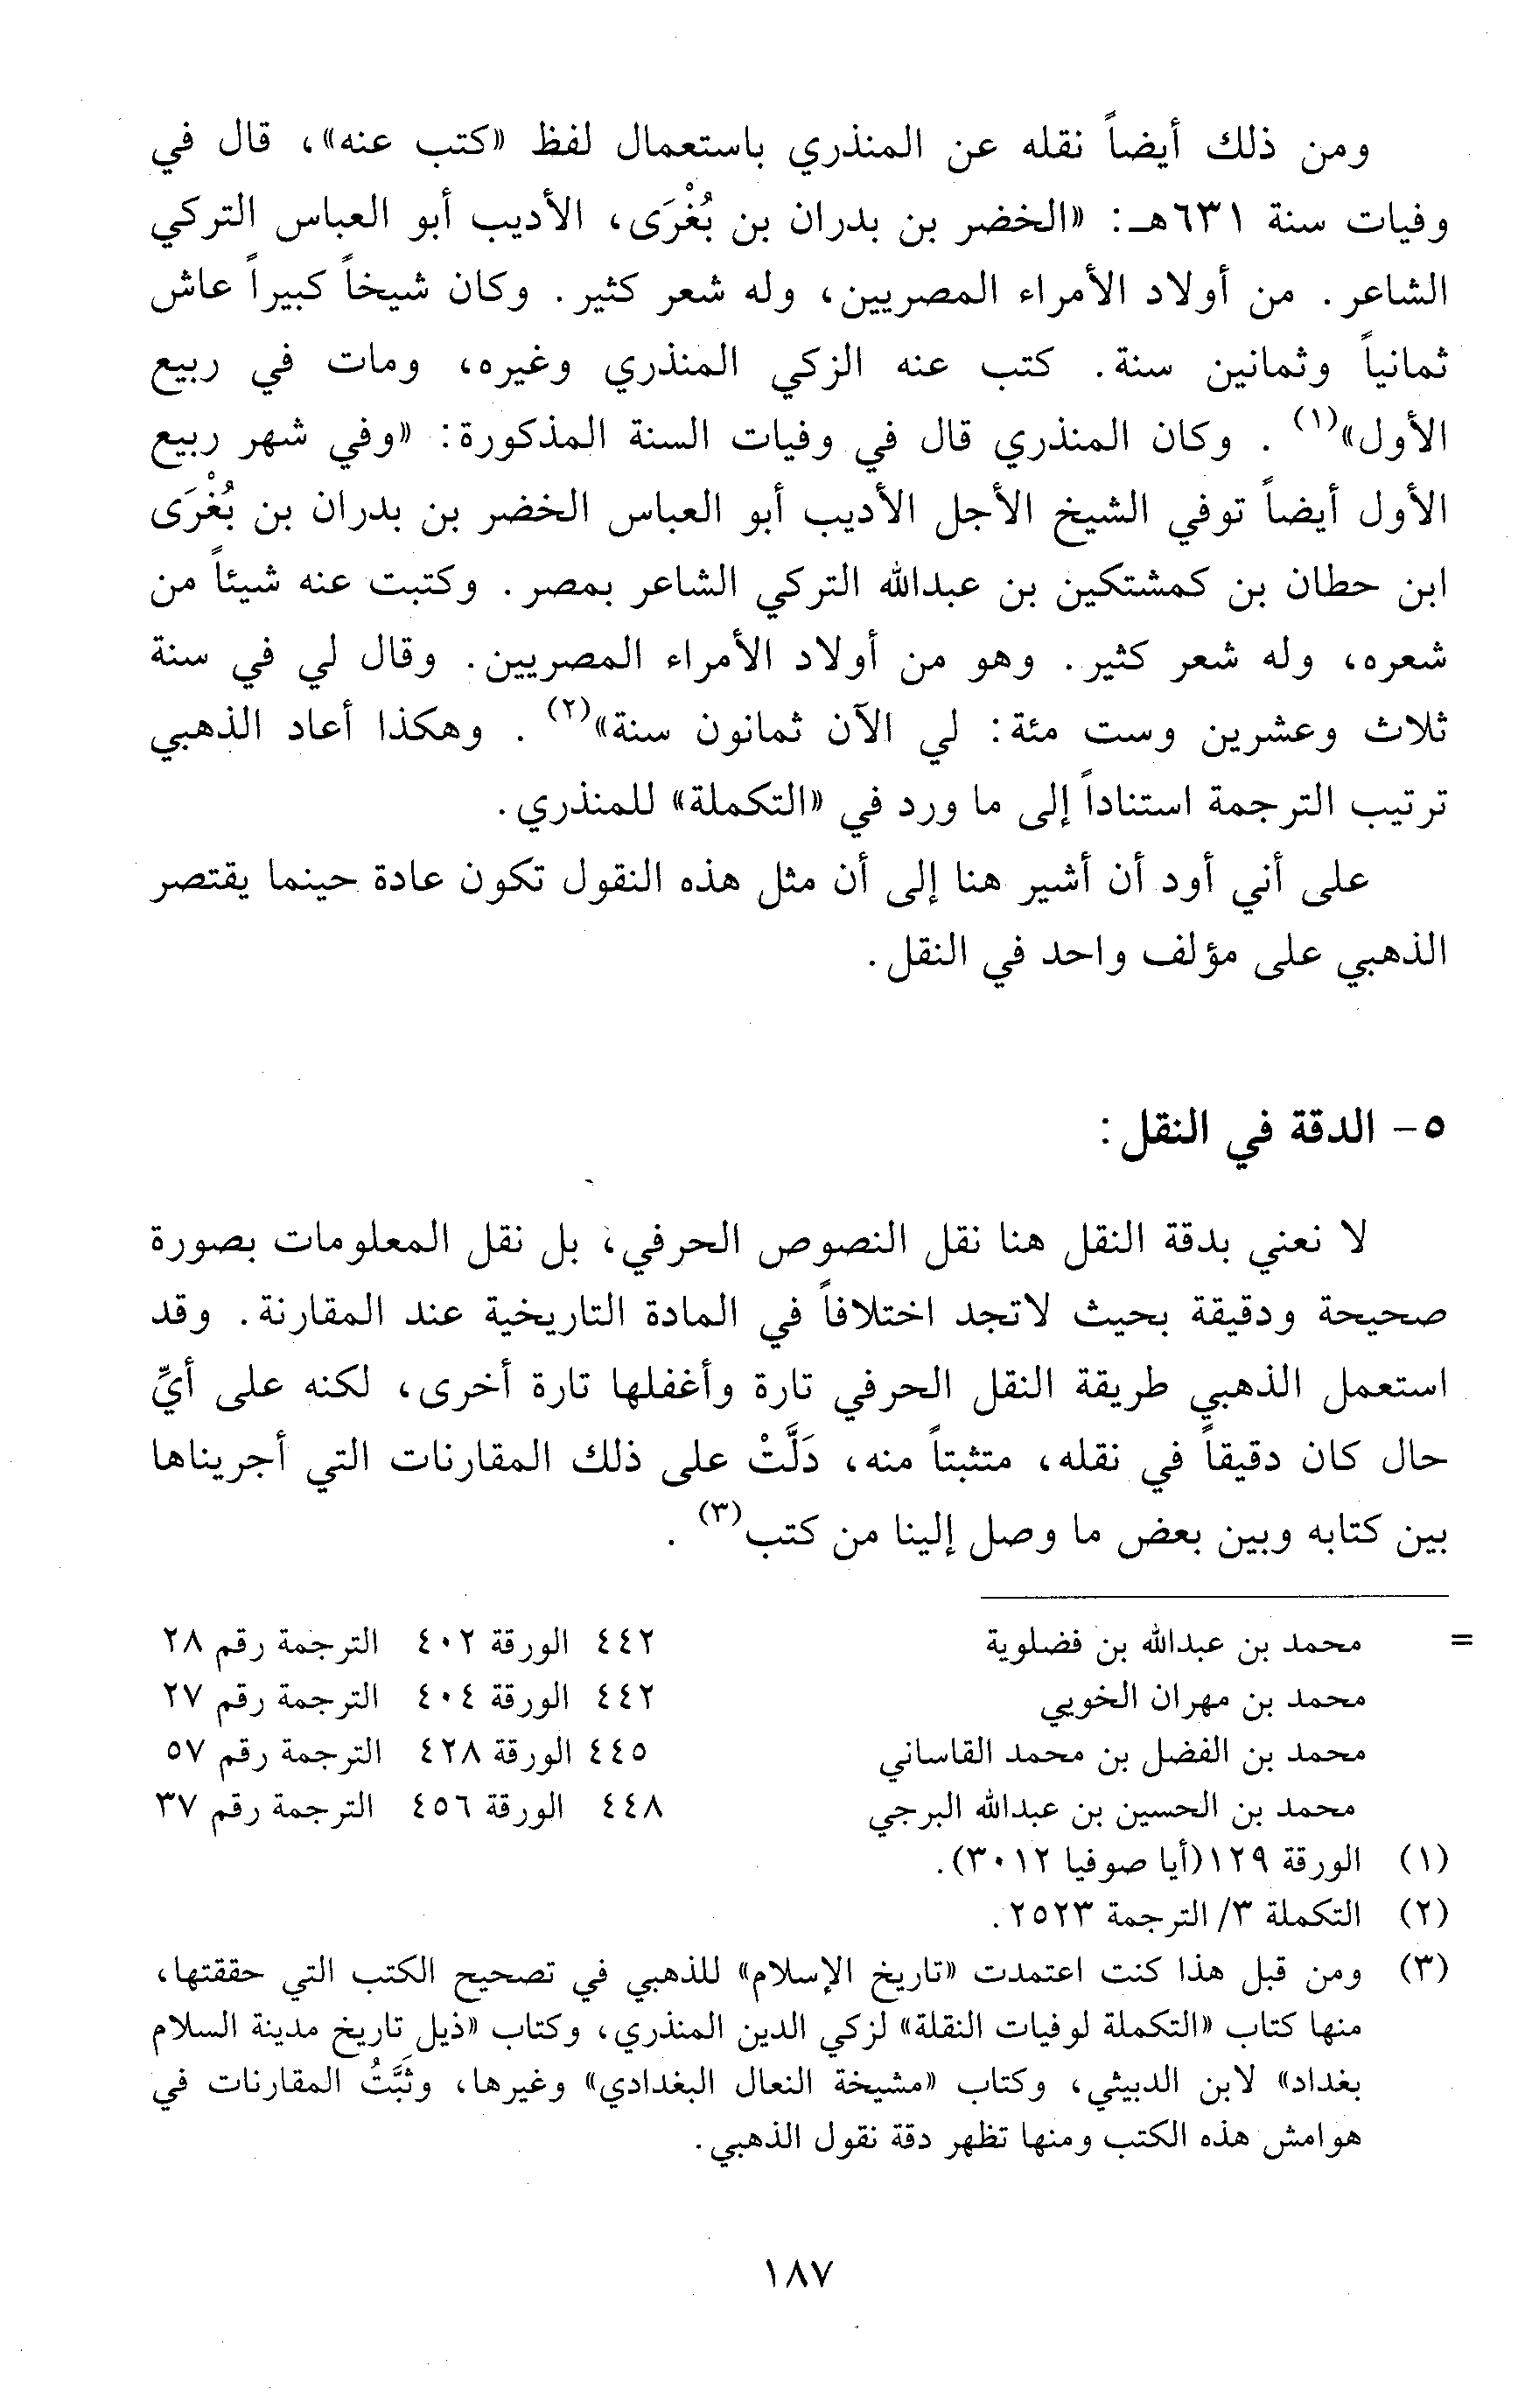 ومن ذلك أيضاً نقله عن المنذري باستعمال لفظ «كتب عنه»، قال في
وفيات سنة ٦٣١هـ: «الخضر بن بدران بن بُغْرَى، الأديب أبو العباس التركي
الشاعر. من أولاد الأمراء المصريين، وله شعر كثير. وكان شيخاً كبيراً عاش
ثمانياً وثمانين سنة. كتب عنه الزكي المنذري وغيره، ومات في ربيع
الأول»(١). وكان المنذري قال في وفيات السنة المذكورة: «وفي شهر ربيع
الأول أيضاً توفي الشيخ الأجل الأديب أبو العباس الخضر بن بدران بن بُغْرَى
ابن حطان بن كمشتكين بن عبدالله التركي الشاعر بمصر. وكتبت عنه شيئاً من
شعره، وله شعر كثير. وهو من أولاد الأمراء المصريين. وقال لي في سنة
ثلاث وعشرين وست مئة: لي الآن ثمانون سنة»(٢). وهكذا أعاد الذهبي
ترتيب الترجمة استناداً إلى ما ورد في «التكملة» للمنذري.
على أني أود أن أشير هنا إلى أن مثل هذه النقول تكون عادة حينما يقتصر
الذهبي على مؤلف واحد في النقل.
٥- الدقة في النقل:
لا نعني بدقة النقل هنا نقل النصوص الحرفي، بل نقل المعلومات بصورة
صحيحة ودقيقة بحيث لاتجد اختلافاً في المادة التاريخية عند المقارنة. وقد
استعمل الذهبي طريقة النقل الحرفي تارة وأغفلها تارة أخرى، لكنه على أيِّ
حال كان دقيقاً في نقله، متثبتاً منه، دَلَّتْ على ذلك المقارنات التي أجريناها
بين كتابه وبين بعض ما وصل إلينا من كتب(٣).
= محمد بن عبدالله بن فضلوية ٤٤٢ الورقة ٤٠٢ الترجمة رقم ٢٨
محمد بن مهران الخويي ٤٤٢ الورقة ٤٠٤ الترجمة رقم ٢٧
محمد بن الفضل بن محمد القاساني ٤٤٥ الورقة ٤٢٨ الترجمة رقم ٥٧
محمد بن الحسين بن عبدالله البرجي ٤٤٨ الورقة ٤٥٦ الترجمة رقم ٣٧
(١) الورقة ١٢٩(أيا صوفيا ٣٠١٢).
(٢) التكملة ٣/ الترجمة ٢٥٢٣.
(٣) ومن قبل هذا كنت اعتمدت «تاريخ الإسلام» للذهبي في تصحيح الكتب التي حققتها،
منها كتاب «التكملة لوفيات النقلة» لزكي الدين المنذري، وكتاب «ذيل تاريخ مدينة السلام
بغداد» لابن الدبيثي، وكتاب «مشيخة النعال البغدادي» وغيرها، وثَبَّتُ المقارنات في
هوامش هذه الكتب ومنها تظهر دقة نقول الذهبي.
١٨٧